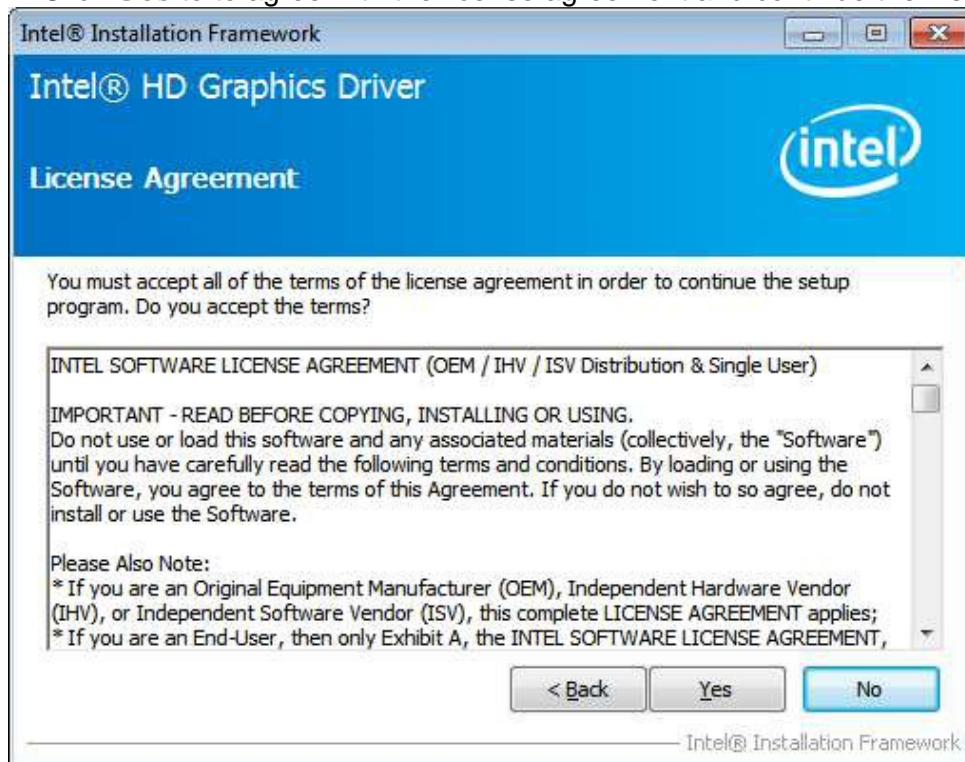 Intel® Installation Framework
Intel® HD Graphics Driver
intel
License Agreement
You must accept all of the terms of the license agreement in order to continue the setup
program. Do you accept the terms?
INTEL SOFTWARE LICENSE AGREEMENT (OEM / IHV / ISV Distribution & Single User)
IMPORTANT - READ BEFORE COPYING, INSTALLING OR USING.
Do not use or load this software and any associated materials (collectively, the "Software")
until you have carefully read the following terms and conditions. By loading or using the
Software, you agree to the terms of this Agreement. If you do not wish to so agree, do not
install or use the Software.
Please Also Note:
* If you are an Original Equipment Manufacturer (OEM), Independent Hardware Vendor
(IHV), or Independent Software Vendor (ISV), this complete LICENSE AGREEMENT applies;
* If you are an End-User, then only Exhibit A, the INTEL SOFTWARE LICENSE AGREEMENT,
< Back Yes No
Intel® Installation Framework